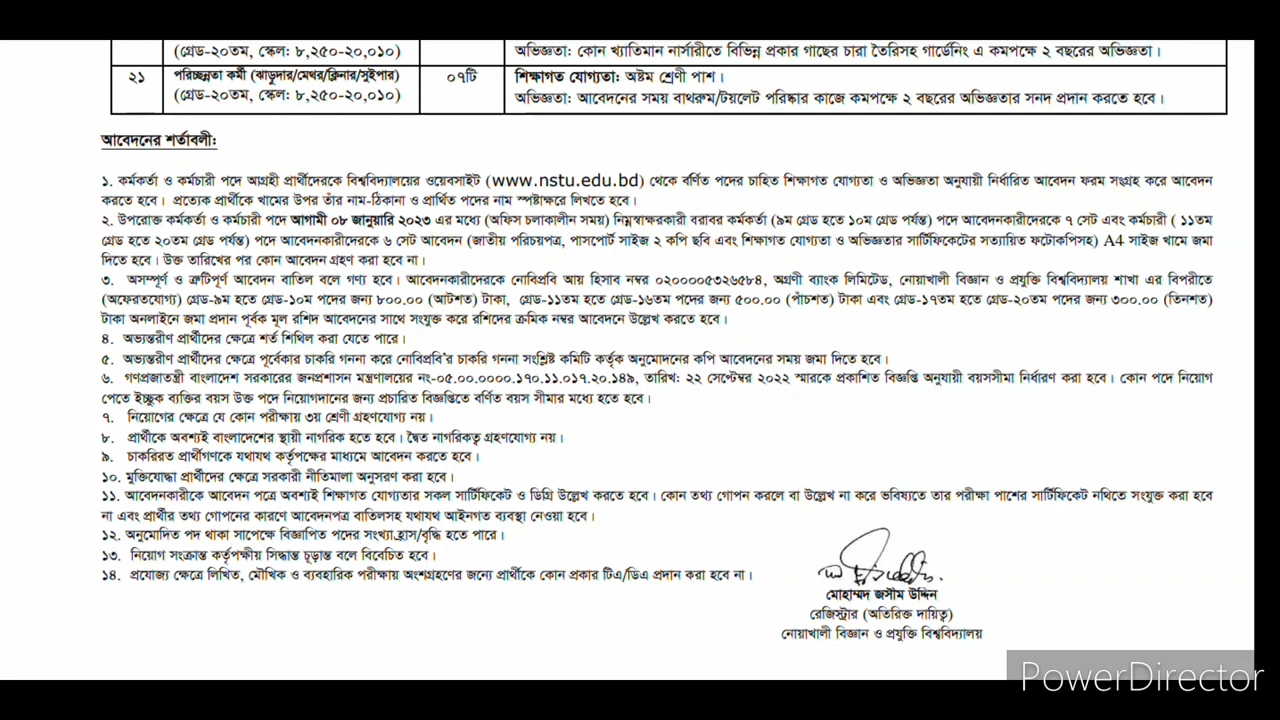 (গ্রেড-২০তম, স্কেল: ৮,২৫০-২০,০১০)
অভিজ্ঞতা: কোন খ্যাতিমান নার্সারীতে বিভিন্ন প্রকার গাছের চারা তৈরিসহ গার্ডেনিং এ কমপক্ষে ২ বছরের অভিজ্ঞতা।
২১
পরিচ্ছন্নতা কর্মী (ঝাড়ুদার/মেথর/ক্লিনার/সুইপার)
(গ্রেড-২০তম, স্কেল: ৮,২৫০-২০,০১০)
০৭টি
শিক্ষাগত যোগ্যতা: অষ্টম শ্রেণী পাশ।
অভিজ্ঞতা: আবেদনের সময় বাথরুম/টয়লেট পরিষ্কার কাজে কমপক্ষে ২ বছরের অভিজ্ঞতার সনদ প্রদান করতে হবে।
আবেদনের শর্তাবলী:
১. কর্মকর্তা ও কর্মচারী পদে আগ্রহী প্রার্থীদেরকে বিশ্ববিদ্যালয়ের ওয়েবসাইট (www.nstu.edu.bd) থেকে বর্ণিত পদের চাহিত শিক্ষাগত যোগ্যতা ও অভিজ্ঞতা অনুযায়ী নির্ধারিত আবেদন ফরম সংগ্রহ করে আবেদন
করতে হবে। প্রত্যেক প্রার্থীকে খামের উপর তাঁর নাম-ঠিকানা ও প্রার্থিত পদের নাম স্পষ্টাক্ষরে লিখতে হবে।
২. উপরোক্ত কর্মকর্তা ও কর্মচারী পদে আগামী ০৮ জানুয়ারি ২০২৩ এর মধ্যে (অফিস চলাকালীন সময়) নিম্নস্বাক্ষরকারী বরাবর কর্মকর্তা (৯ম গ্রেড হতে ১০ম গ্রেড পর্যন্ত) পদে আবেদনকারীদেরকে ৭ সেট এবং কর্মচারী ( ১১তম
গ্রেড হতে ২০তম গ্রেড পর্যন্ত) পদে আবেদনকারীদেরকে ৬ সেট আবেদন (জাতীয় পরিচয়পত্র, পাসপোর্ট সাইজ ২ কপি ছবি এবং শিক্ষাগত যোগ্যতা ও অভিজ্ঞতার সার্টিফিকেটের সত্যায়িত ফটোকপিসহ) A4 সাইজ খামে জমা
দিতে হবে। উক্ত তারিখের পর কোন আবেদন গ্রহণ করা হবে না।
৩. অসম্পূর্ণ ও ত্রুটিপূর্ণ আবেদন বাতিল বলে গণ্য হবে। আবেদনকারীদেরকে নোবিপ্রবি আয় হিসাব নম্বর ০২০০০০৫৩২৬৫৮৪, অগ্রণী ব্যাংক লিমিটেড, নোয়াখালী বিজ্ঞান ও প্রযুক্তি বিশ্ববিদ্যালয় শাখা এর বিপরীতে
(অফেরতযোগ্য) গ্রেড-৯ম হতে গ্রেড-১০ম পদের জন্য ৮০০.০০ (আটশত) টাকা, গ্রেড-১১তম হতে গ্রেড-১৬তম পদের জন্য ৫০০.০০ (পাঁচশত) টাকা এবং গ্রেড-১৭তম হতে গ্রেড-২০তম পদের জন্য ৩০০.০০ (তিনশত)
টাকা অনলাইনে জমা প্রদান পূর্বক মূল রশিদ আবেদনের সাথে সংযুক্ত করে রশিদের ক্রমিক নম্বর আবেদনে উল্লেখ করতে হবে।
৪. অভ্যন্তরীণ প্রার্থীদের ক্ষেত্রে শর্ত শিথিল করা যেতে পারে।
৫. অভ্যন্তরীণ প্রার্থীদের ক্ষেত্রে পূর্বেকার চাকরি গননা করে নোবিপ্রবি'র চাকরি গননা সংশ্লিষ্ট কমিটি কর্তৃক অনুমোদনের কপি আবেদনের সময় জমা দিতে হবে।
৬. গণপ্রজাতন্ত্রী বাংলাদেশ সরকারের জনপ্রশাসন মন্ত্রণালয়ের নং-০৫.০০.০০০০.১৭০.১১.০১৭.২০.১৪৯, তারিখ: ২২ সেপ্টেম্বর ২০২২ স্মারকে প্রকাশিত বিজ্ঞপ্তি অনুযায়ী বয়সসীমা নির্ধারণ করা হবে। কোন পদে নিয়োগ
পেতে ইচ্ছুক ব্যক্তির বয়স উক্ত পদে নিয়োগদানের জন্য প্রচারিত বিজ্ঞপ্তিতে বর্ণিত বয়স সীমার মধ্যে হতে হবে।
৭. নিয়োগের ক্ষেত্রে যে কোন পরীক্ষায় ৩য় শ্রেণী গ্রহণযোগ্য নয়।
৮. প্রার্থীকে অবশ্যই বাংলাদেশের স্থায়ী নাগরিক হতে হবে। দ্বৈত নাগরিকত্ব গ্রহণযোগ্য নয়।
৯. চাকরিরত প্রার্থীগণকে যথাযথ কর্তৃপক্ষের মাধ্যমে আবেদন করতে হবে।
১০. মুক্তিযোদ্ধা প্রার্থীদের ক্ষেত্রে সরকারী নীতিমালা অনুসরণ করা হবে।
১১. আবেদনকারীকে আবেদন পত্রে অবশ্যই শিক্ষাগত যোগ্যতার সকল সার্টিফিকেট ও ডিগ্রি উল্লেখ করতে হবে। কোন তথ্য গোপন করলে বা উল্লেখ না করে ভবিষ্যতে তার পরীক্ষা পাশের সার্টিফিকেট নথিতে সংযুক্ত করা হবে
না এবং প্রার্থীর তথ্য গোপনের কারণে আবেদনপত্র বাতিলসহ যথাযথ আইনগত ব্যবস্থা নেওয়া হবে।
১২. অনুমোদিত পদ থাকা সাপেক্ষে বিজ্ঞাপিত পদের সংখ্যা হ্রাস/বৃদ্ধি হতে পারে।
১৩. নিয়োগ সংক্রান্ত কর্তৃপক্ষীয় সিদ্ধান্ত চূড়ান্ত বলে বিবেচিত হবে।
১৪. প্রযোজ্য ক্ষেত্রে লিখিত, মৌখিক ও ব্যবহারিক পরীক্ষায় অংশগ্রহণের জন্যে প্রার্থীকে কোন প্রকার টিএ/ডিএ প্রদান করা হবে না।
মোহাম্মদ জসীম উদ্দিন
রেজিস্ট্রার (অতিরিক্ত দায়িত্ব)
নোয়াখালী বিজ্ঞান ও প্রযুক্তি বিশ্ববিদ্যালয়
PowerDirector